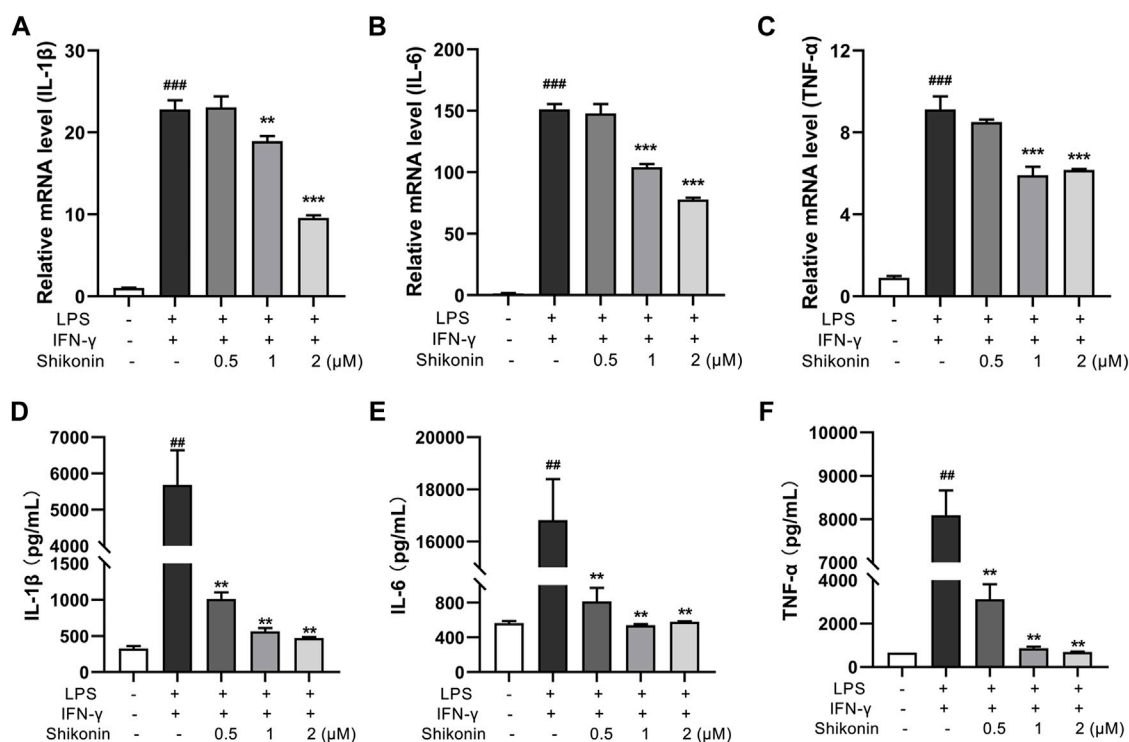 A
Relative mRNA level (IL-1β)
30
20
10
0
###
**
***
LPS - + + + +
IFN-γ - + + + +
Shikonin - - 0.5 1 2 (μM)
B
Relative mRNA level (IL-6)
200
150
100
50
0
###
***
***
LPS - + + + +
IFN-γ - + + + +
Shikonin - - 0.5 1 2 (μM)
C
Relative mRNA level (TNF-α)
12
8
4
0
###
***
***
LPS - + + + +
IFN-γ - + + + +
Shikonin - - 0.5 1 2 (μM)
D
IL-1β (pg/mL)
7000
6000
5000
4000
1500
1000
500
0
##
**
**
**
LPS - + + + +
IFN-γ - + + + +
Shikonin - - 0.5 1 2 (μM)
E
IL-6 (pg/mL)
20000
18000
16000
800
400
0
##
**
**
**
LPS - + + + +
IFN-γ - + + + +
Shikonin - - 0.5 1 2 (μM)
F
TNF-α (pg/mL)
10000
9000
8000
7000
4000
2000
0
##
**
**
**
LPS - + + + +
IFN-γ - + + + +
Shikonin - - 0.5 1 2 (μM)